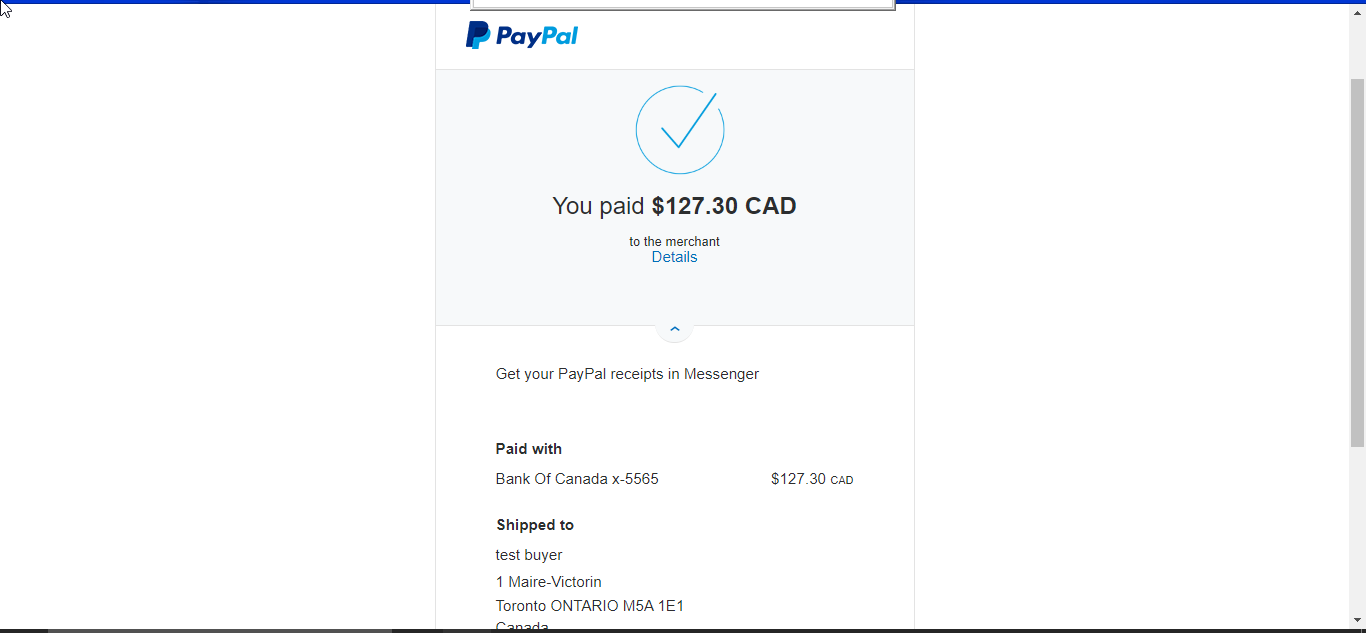 PayPal
You paid $127.30 CAD
to the merchant
Details
Get your PayPal receipts in Messenger
Paid with
Bank Of Canada x-5565 $127.30 CAD
Shipped to
test buyer
1 Maire-Victorin
Toronto ONTARIO M5A 1E1
Canada